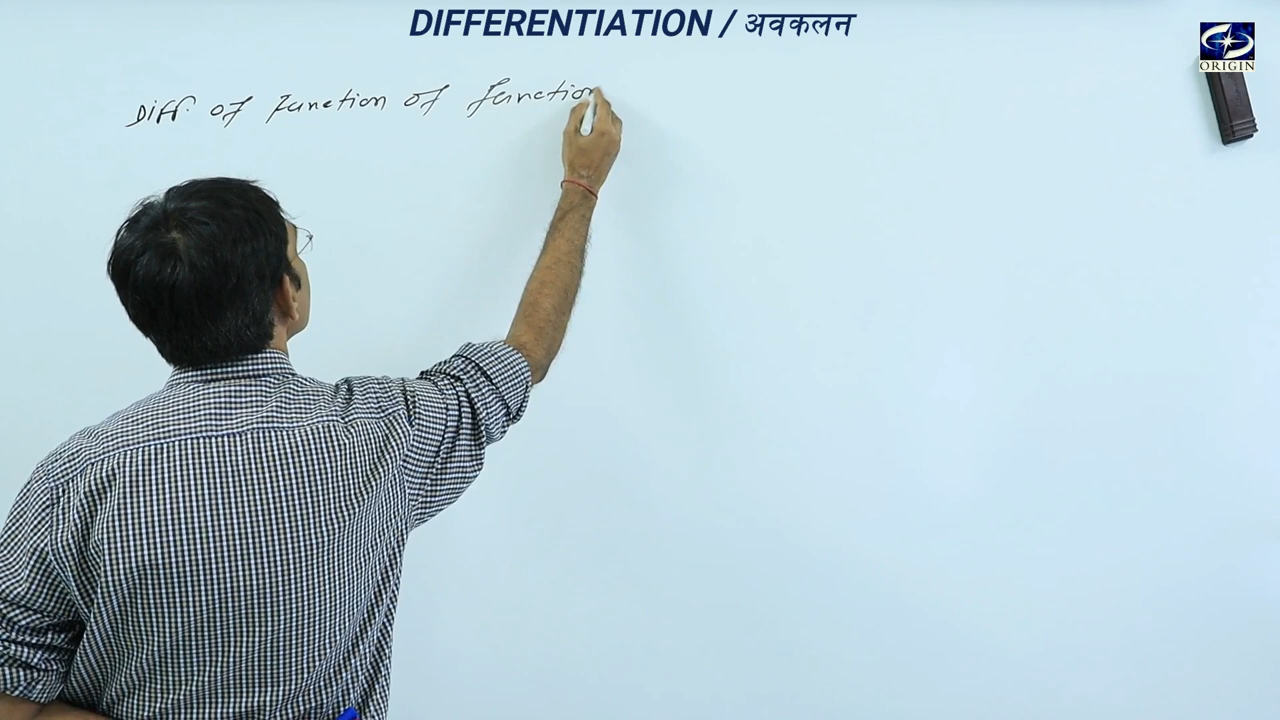 DIFFERENTIATION / अवकलन
ORIGIN
Diff. of function of function